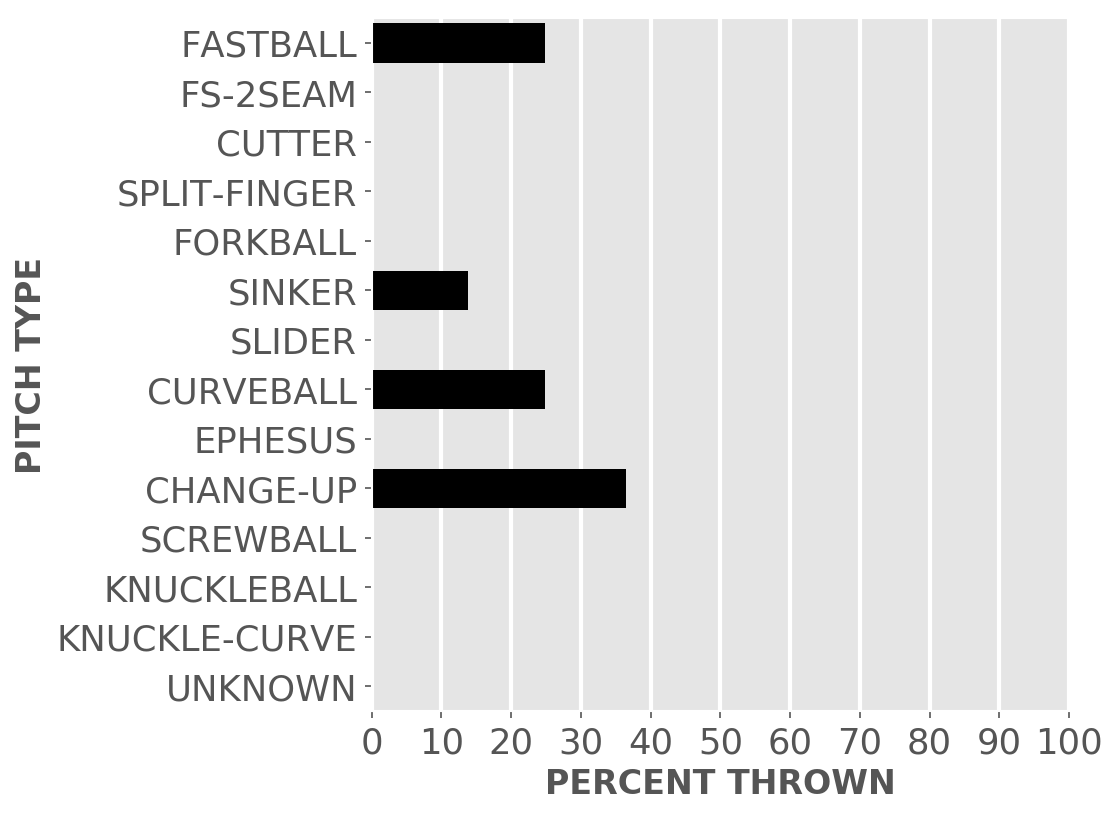 FASTBALL
FS-2SEAM
CUTTER
SPLIT-FINGER
FORKBALL
SINKER
SLIDER
CURVEBALL
EPHESUS
CHANGE-UP
SCREWBALL
KNUCKLEBALL
KNUCKLE-CURVE
UNKNOWN
PITCH TYPE
0 10 20 30 40 50 60 70 80 90 100
PERCENT THROWN